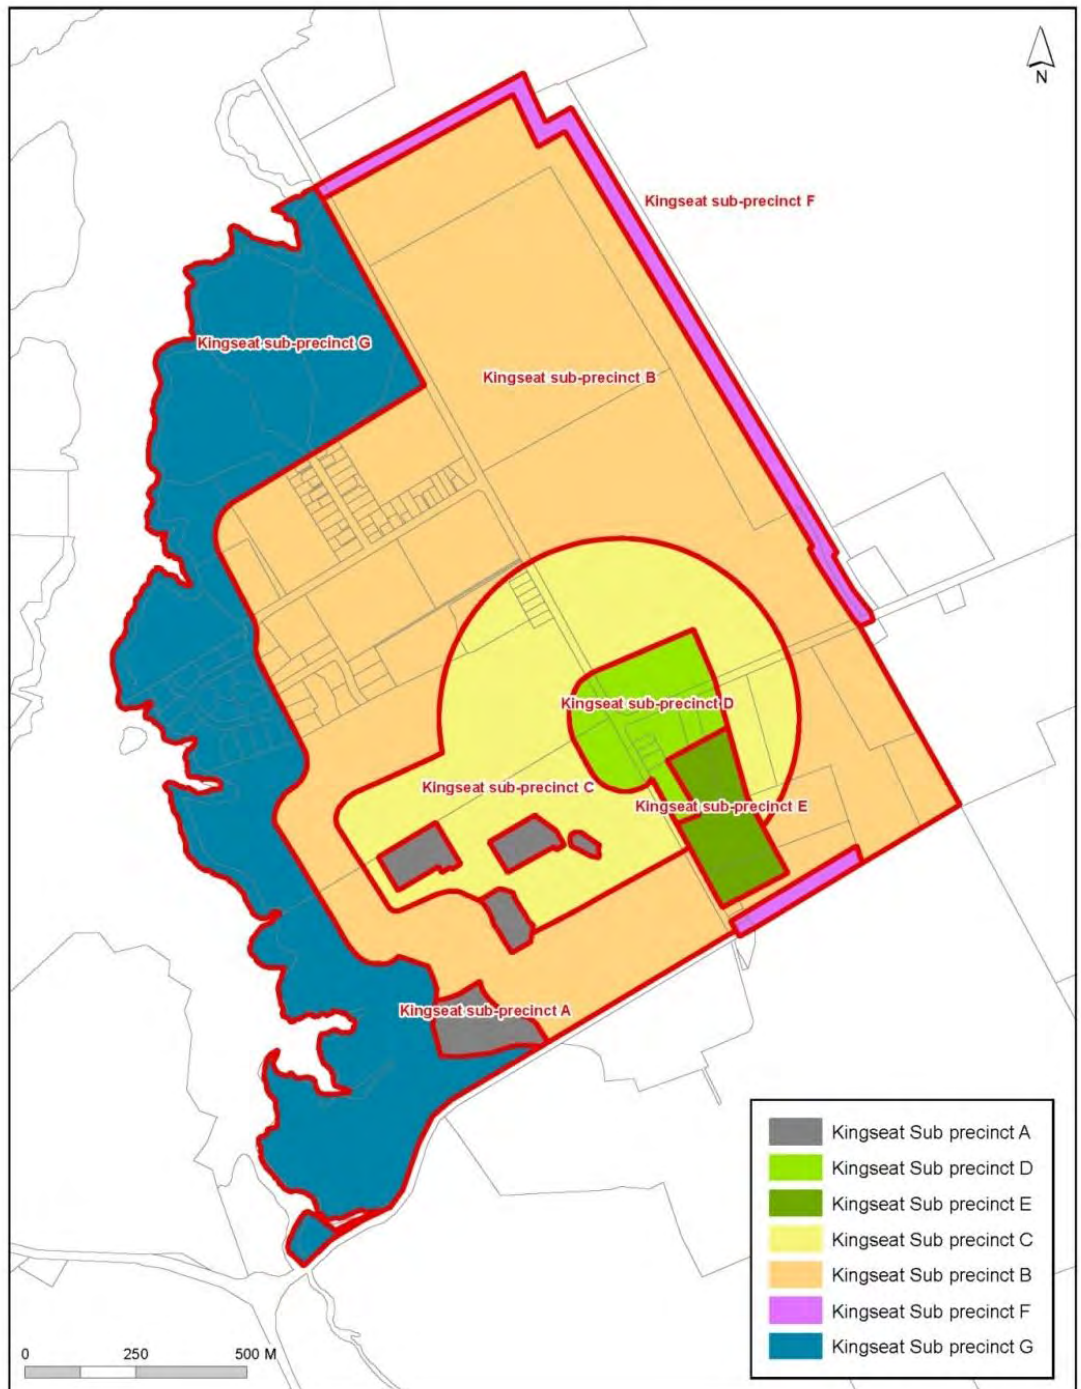 N
Kingseat sub-precinct F
Kingseat sub-precinct G
Kingseat sub-precinct B
Kingseat sub-precinct D
Kingseat sub-precinct C
Kingseat sub-precinct E
Kingseat sub-precinct A
Kingseat Sub precinct A
Kingseat Sub precinct D
Kingseat Sub precinct E
Kingseat Sub precinct C
Kingseat Sub precinct B
Kingseat Sub precinct F
Kingseat Sub precinct G
0 250 500 M